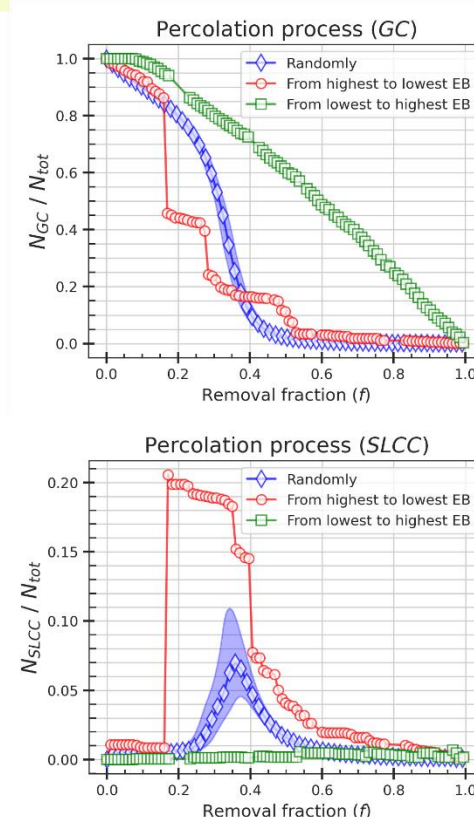 Percolation process (GC)
N_GC / N_tot
1.0
0.8
0.6
0.4
0.2
0.0
Randomly
From highest to lowest EB
From lowest to highest EB
0.0 0.2 0.4 0.6 0.8 1.0
Removal fraction (f)
Percolation process (SLCC)
N_SLCC / N_tot
0.20
0.15
0.10
0.05
0.00
Randomly
From highest to lowest EB
From lowest to highest EB
0.0 0.2 0.4 0.6 0.8 1.0
Removal fraction (f)